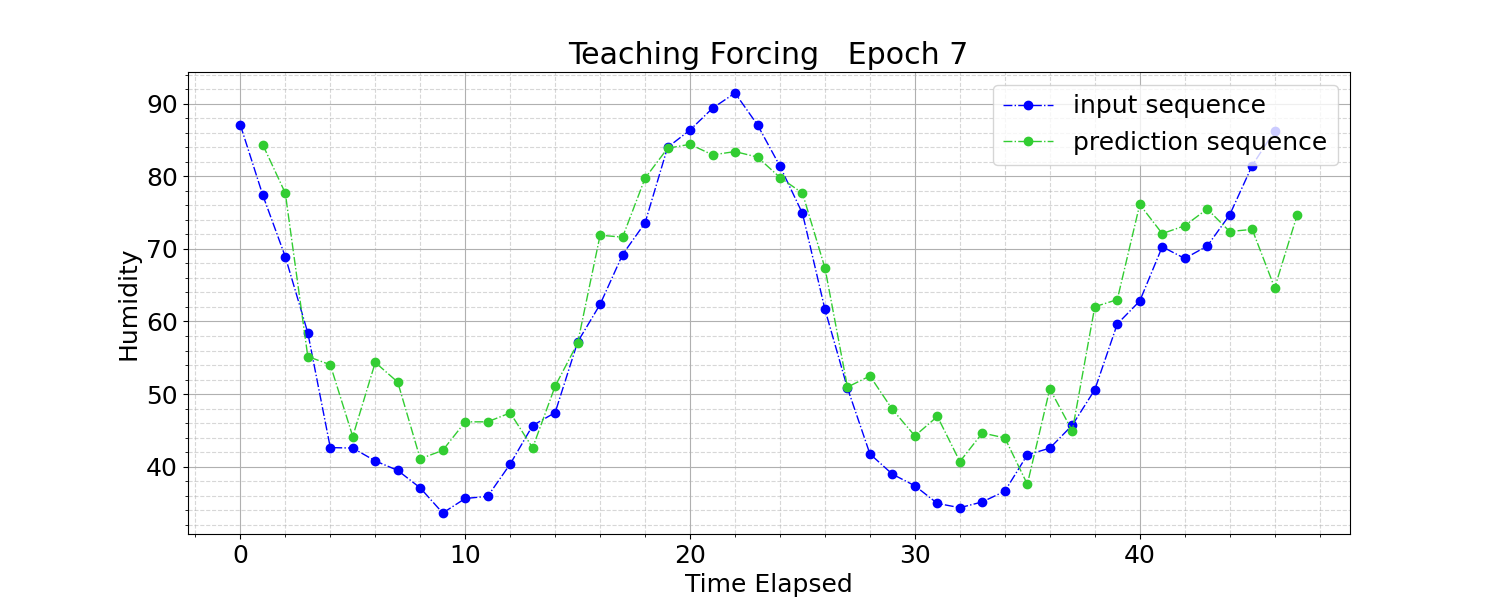 Teaching Forcing   Epoch 7
input sequence
prediction sequence
Humidity
90
80
70
60
50
40
0 10 20 30 40
Time Elapsed